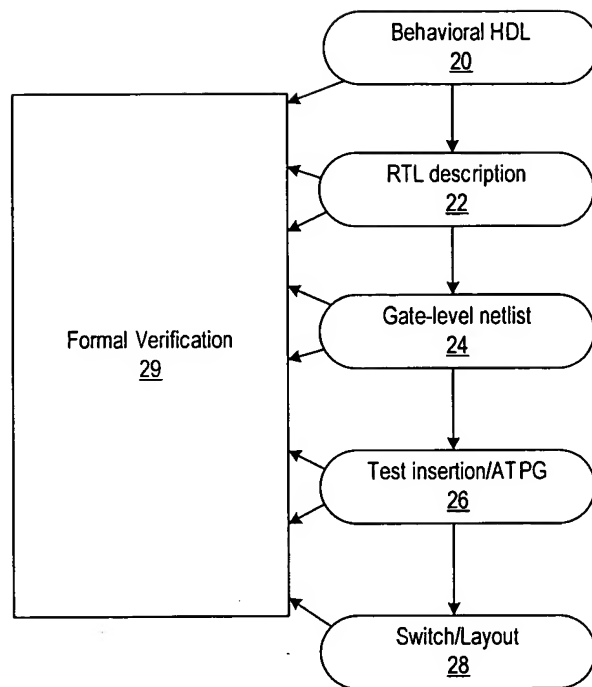 Behavioral HDL
20
RTL description
22
Gate-level netlist
24
Formal Verification
29
Test insertion/ATPG
26
Switch/Layout
28